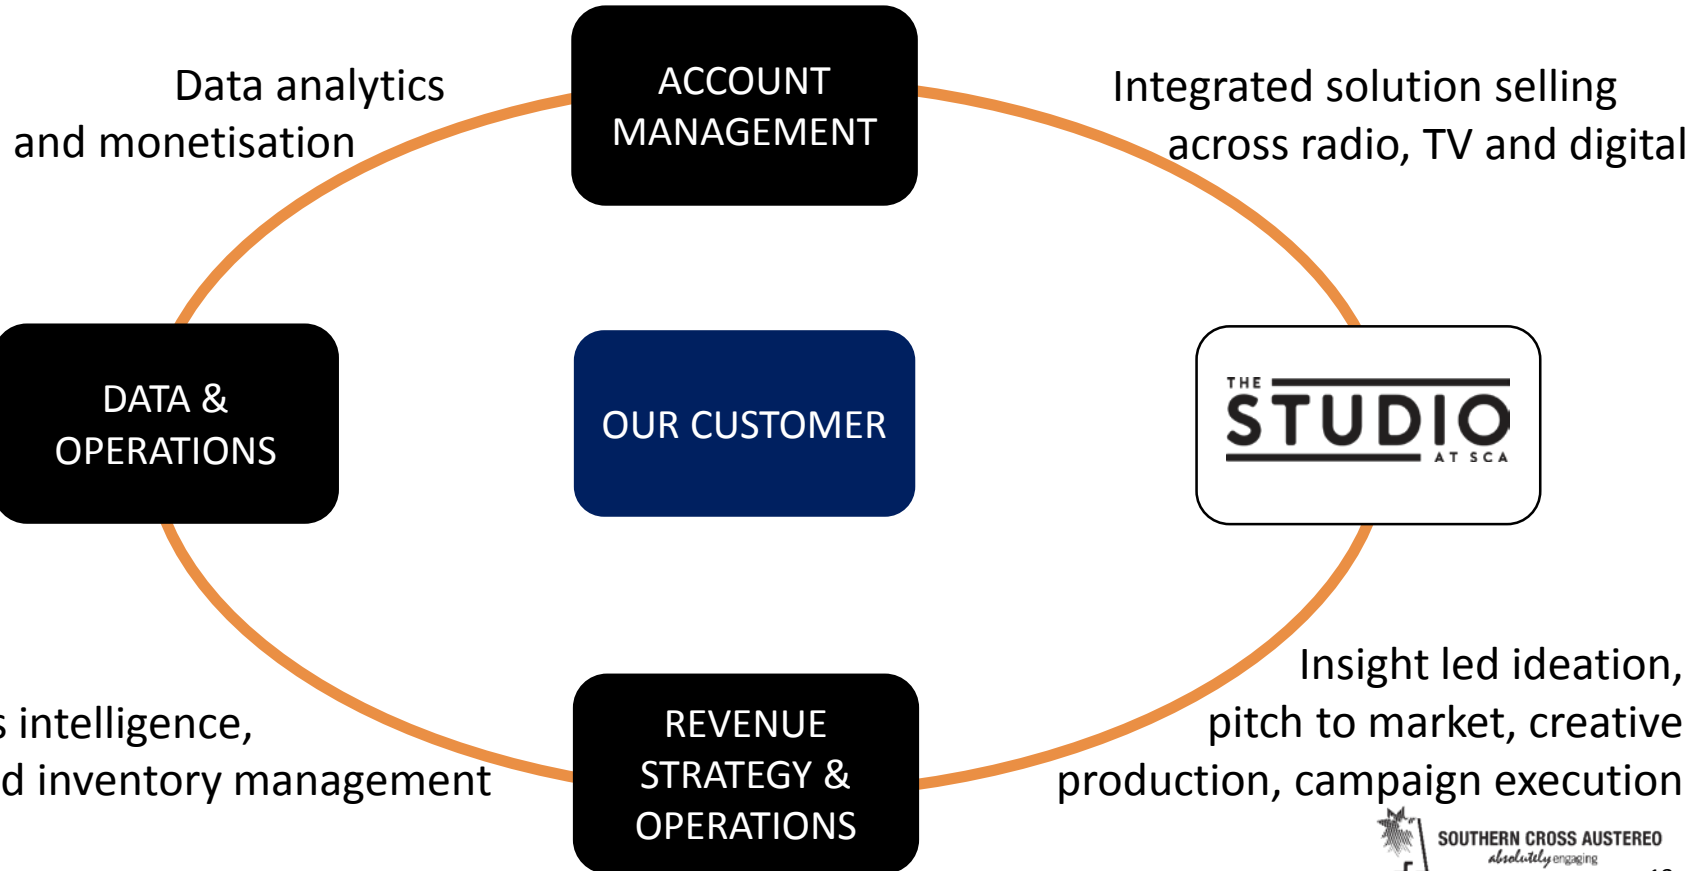 Data analytics
and monetisation
ACCOUNT
MANAGEMENT
Integrated solution selling
across radio, TV and digital
DATA &
OPERATIONS
OUR CUSTOMER
THE
STUDIO
AT SCA
intelligence,
inventory management
REVENUE
STRATEGY &
OPERATIONS
Insight led ideation,
pitch to market, creative
production, campaign execution
SOUTHERN CROSS AUSTEREO
absolutely engaging